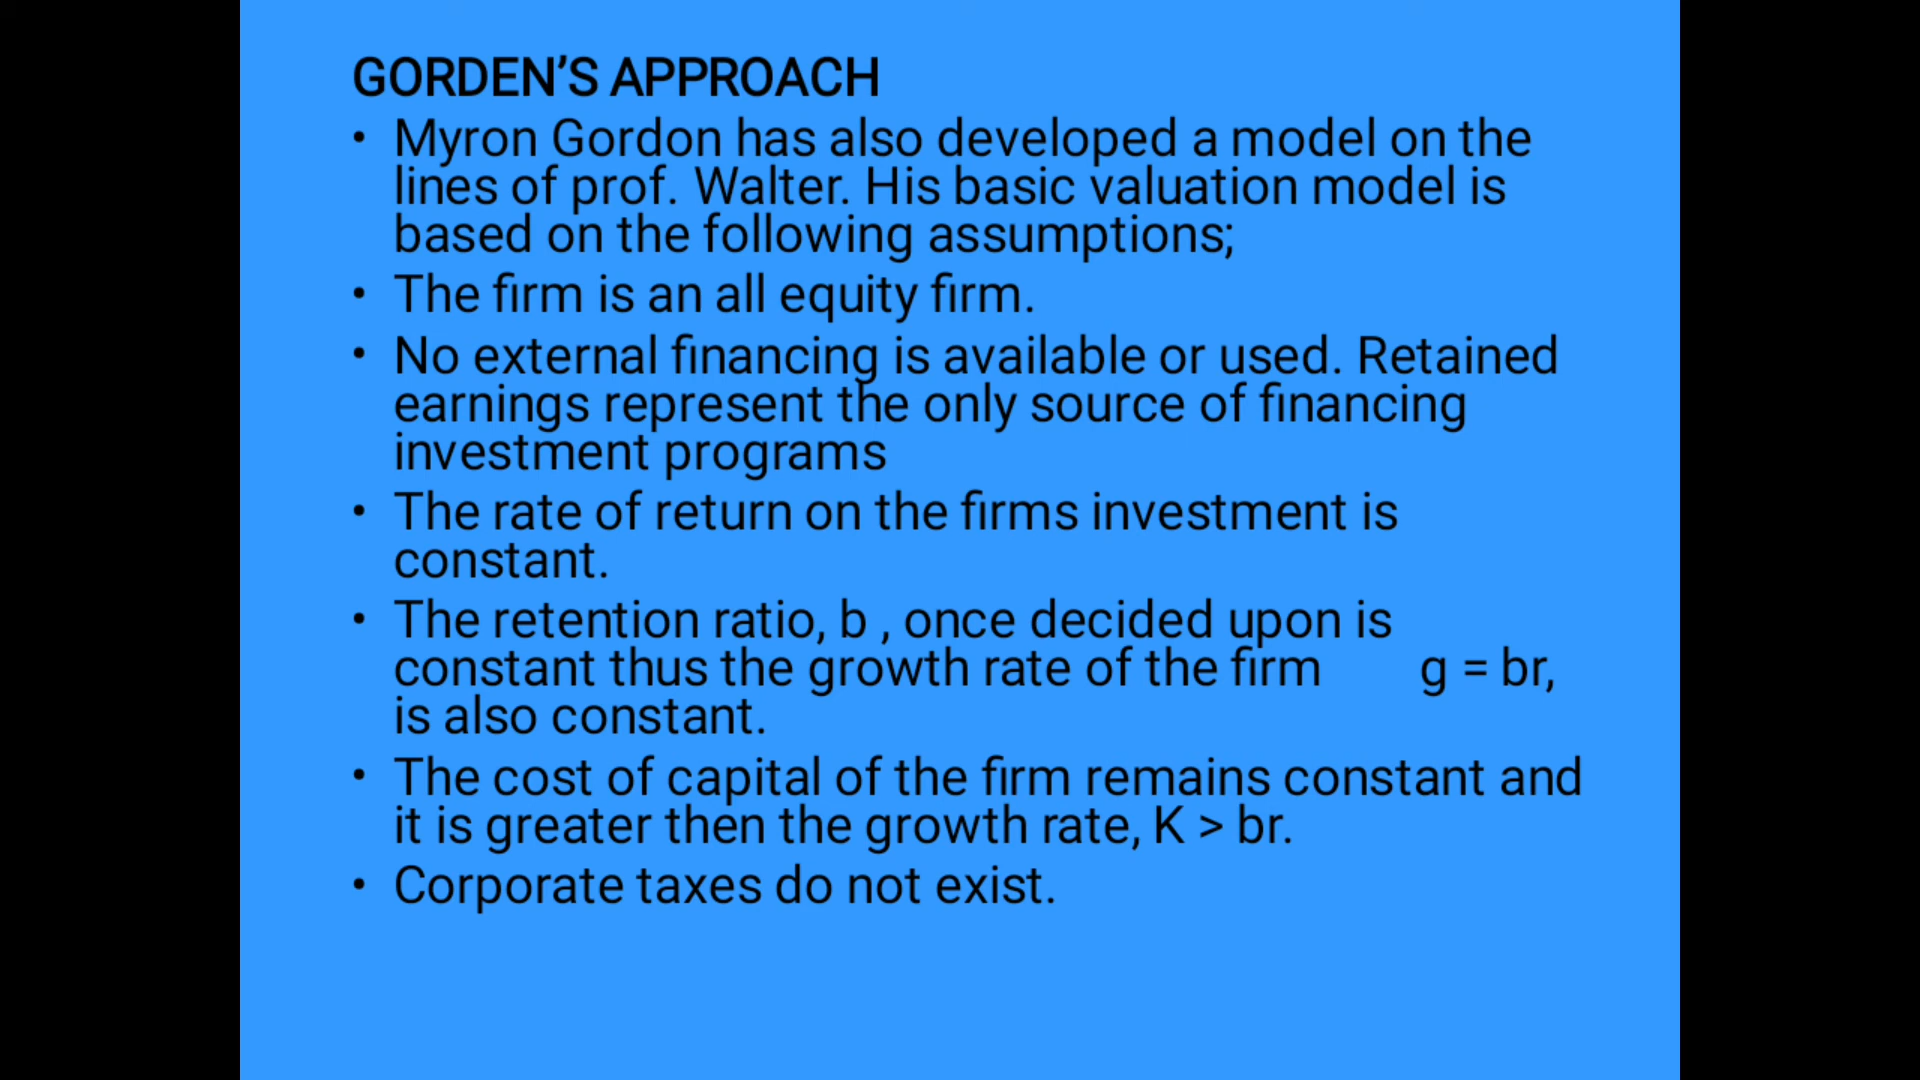 GORDEN’S APPROACH
• Myron Gordon has also developed a model on the
lines of prof. Walter. His basic valuation model is
based on the following assumptions;
• The firm is an all equity firm.
• No external financing is available or used. Retained
earnings represent the only source of financing
investment programs
• The rate of return on the firms investment is
constant.
• The retention ratio, b , once decided upon is
constant thus the growth rate of the firm g = br,
is also constant.
• The cost of capital of the firm remains constant and
it is greater then the growth rate, K > br.
• Corporate taxes do not exist.